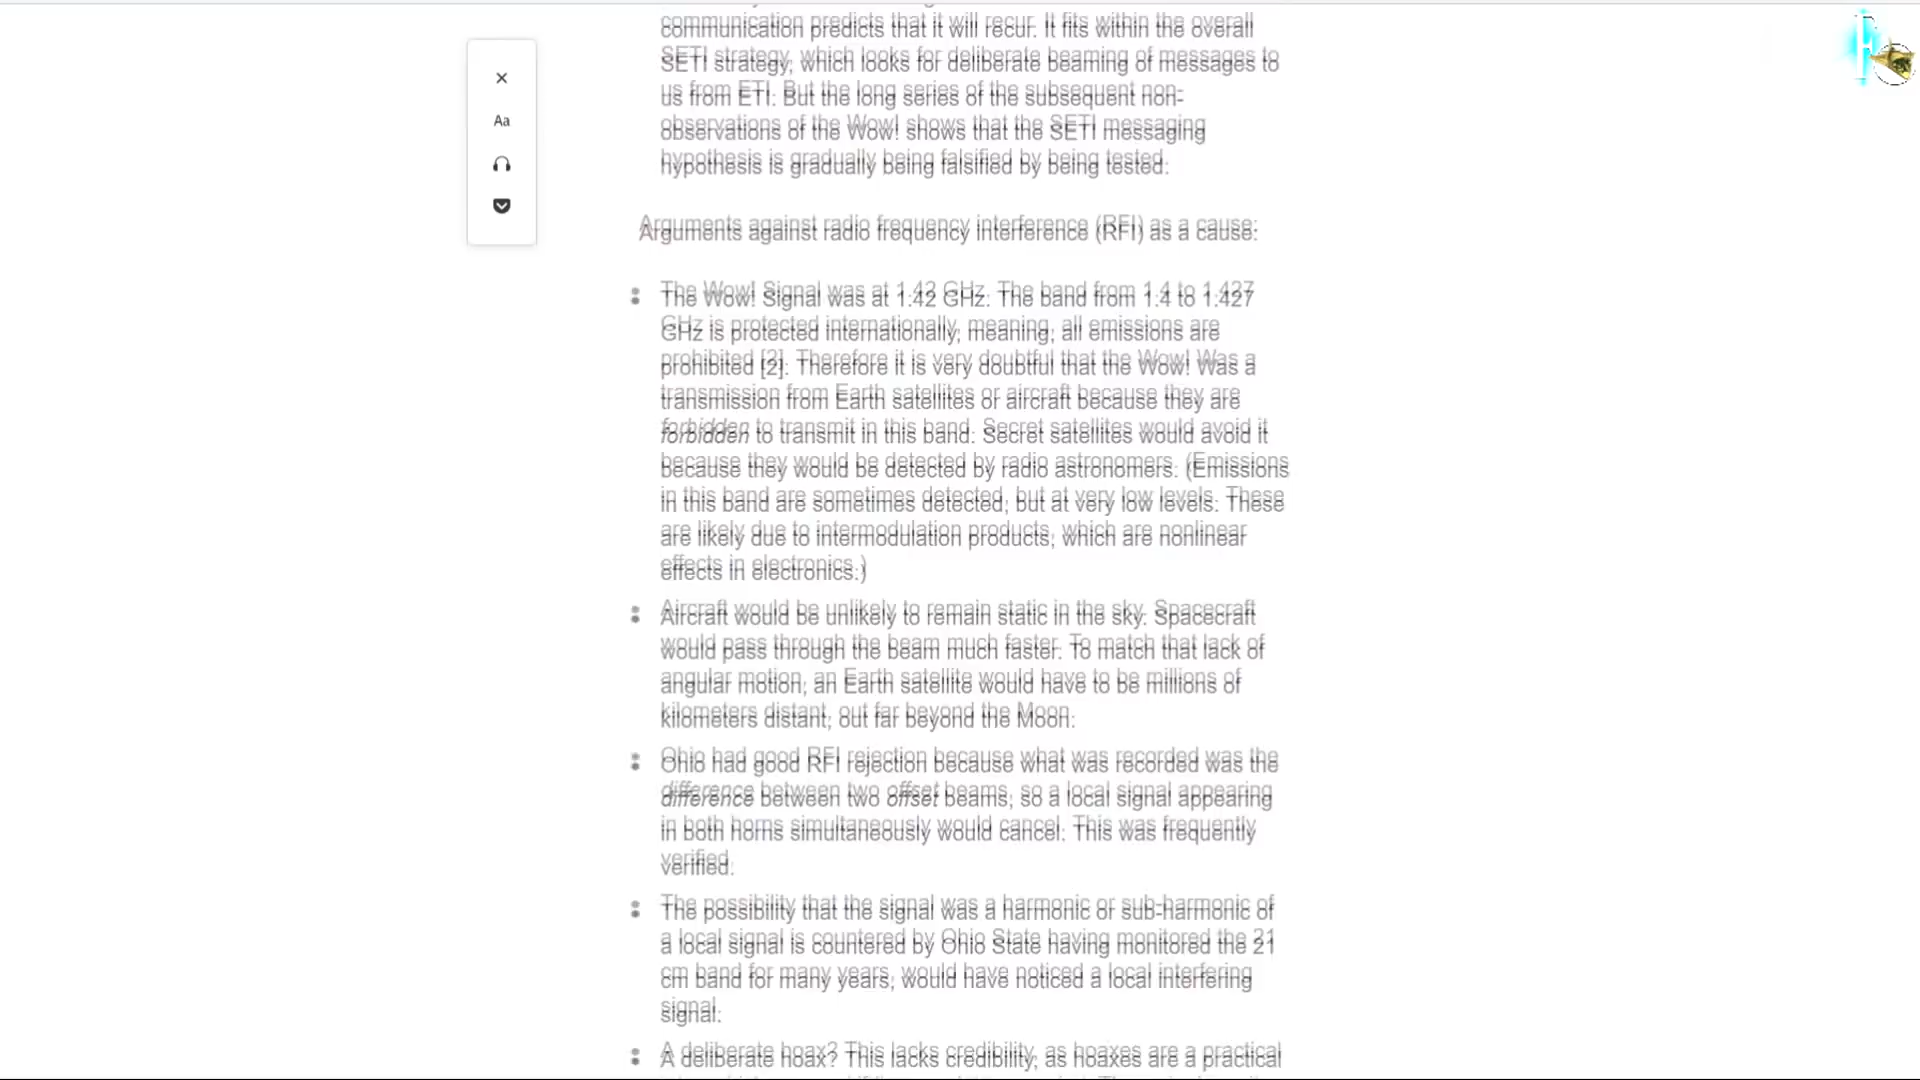 communication predicts that it will recur. It fits within the overall
SETI strategy, which looks for deliberate beaming of messages to
us from ETI. But the long series of the subsequent non-
observations of the Wow! shows that the SETI messaging
hypothesis is gradually being falsified by being tested.
Aa
Arguments against radio frequency interference (RFI) as a cause:
The Wow! Signal was at 1.42 GHz. The band from 1.4 to 1.427
GHz is protected internationally, meaning, all emissions are
prohibited [2]. Therefore it is very doubtful that the Wow! Was a
transmission from Earth satellites or aircraft because they are
forbidden to transmit in this band. Secret satellites would avoid it
because they would be detected by radio astronomers. (Emissions
in this band are sometimes detected, but at very low levels. These
are likely due to intermodulation products, which are nonlinear
effects in electronics.)
Aircraft would be unlikely to remain static in the sky. Spacecraft
would pass through the beam much faster. To match that lack of
angular motion, an Earth satellite would have to be millions of
kilometers distant, out far beyond the Moon.
Ohio had good RFI rejection because what was recorded was the
difference between two offset beams, so a local signal appearing
in both horns simultaneously would cancel. This was frequently
verified.
The possibility that the signal was a harmonic or sub-harmonic of
a local signal is countered by Ohio State having monitored the 21
cm band for many years, would have noticed a local interfering
signal.
A deliberate hoax? This lacks credibility, as hoaxes are a practical